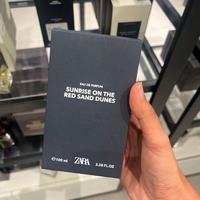 EAU DE PARFUM
SUNRISE ON THE
RED SAND DUNES
℮ 100 ml
ZARA
3.38 FL.OZ